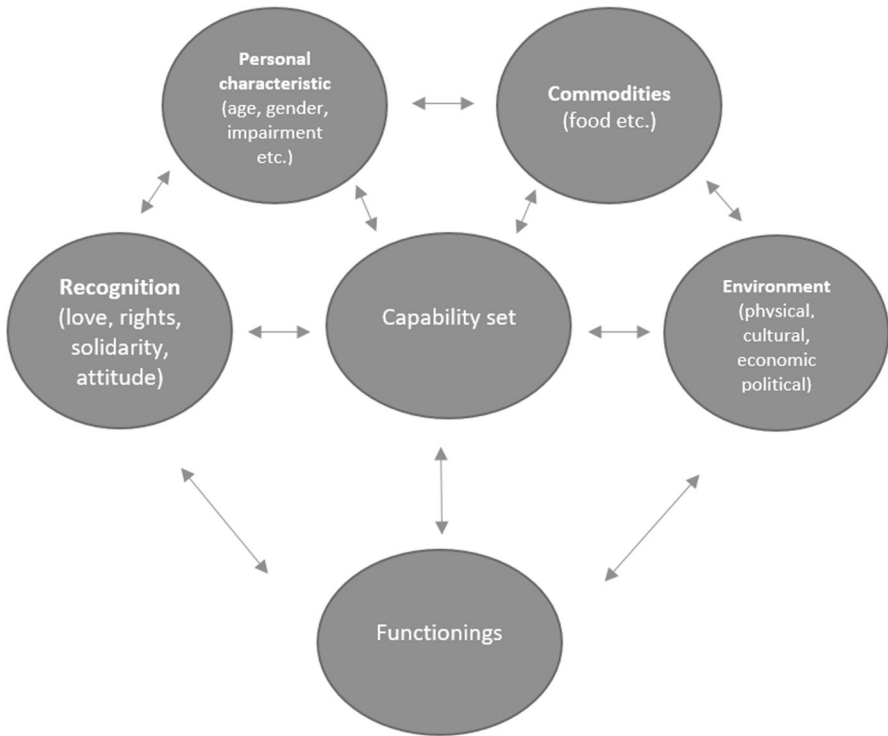 Personal
characteristic
(age, gender,
impairment
etc.)
Commodities
(food etc.)
Recognition
(love, rights,
solidarity,
attitude)
Capability set
Environment
(physical,
cultural,
economic
political)
Functionings